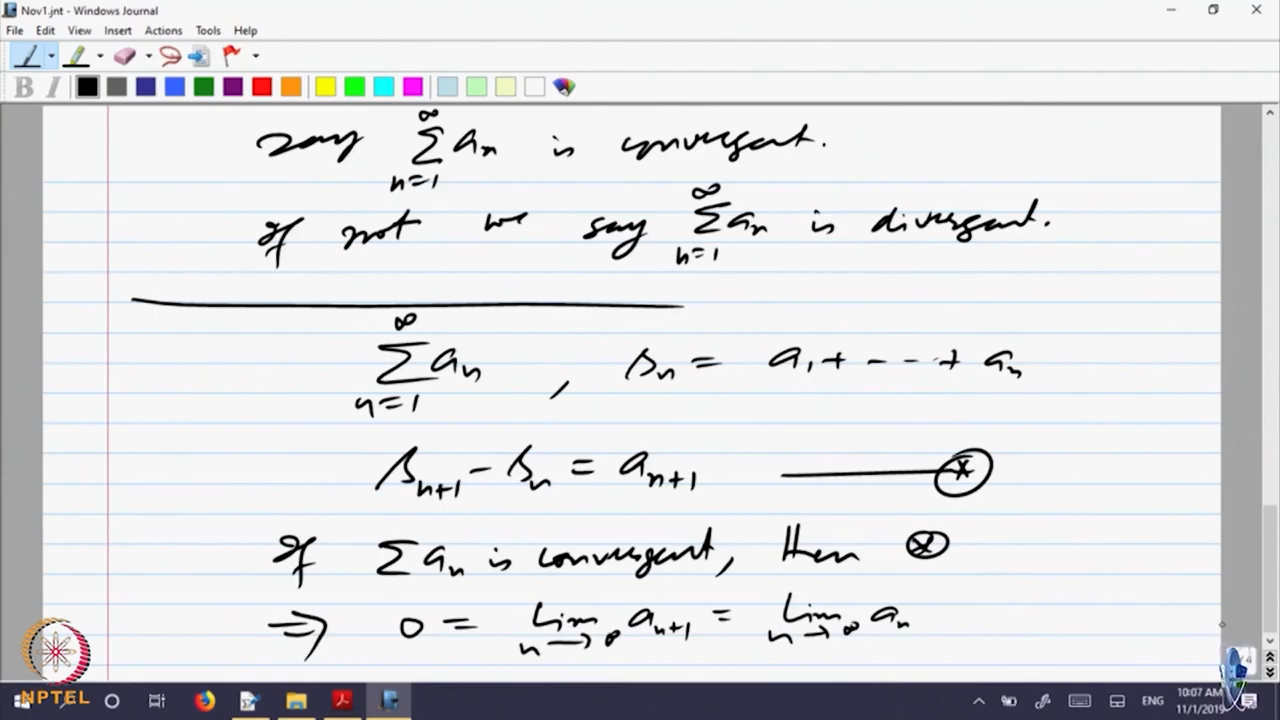 Nov1.jnt - Windows Journal
File Edit View Insert Actions Tools Help
B I
say ∑_{n=1}^{∞} a_n is convergent.
If not we say ∑_{n=1}^{∞} a_n is divergent.
∑_{n=1}^{∞} a_n , s_n = a_1 + - - - + a_n
s_{n+1} - s_n = a_{n+1} ——— ⊛
If ∑ a_n is convergent, then ⊛
⇒ 0 = lim_{n→∞} a_{n+1} = lim_{n→∞} a_n
NPTEL
ENG
10:07 AM
11/1/2019